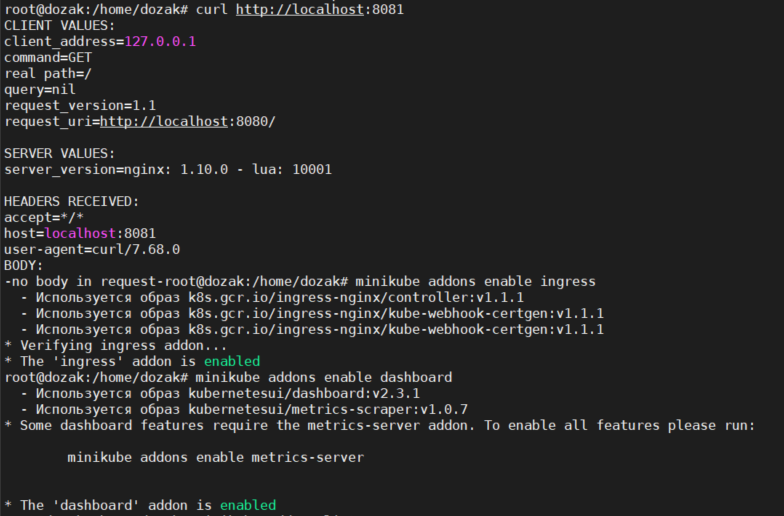 root@dozak:/home/dozak# curl http://localhost:8081
CLIENT VALUES:
client_address=127.0.0.1
command=GET
real path=/
query=nil
request_version=1.1
request_uri=http://localhost:8080/
SERVER VALUES:
server_version=nginx: 1.10.0 - lua: 10001
HEADERS RECEIVED:
accept=*/*
host=localhost:8081
user-agent=curl/7.68.0
BODY:
-no body in request-root@dozak:/home/dozak# minikube addons enable ingress
- Используется образ k8s.gcr.io/ingress-nginx/controller:v1.1.1
- Используется образ k8s.gcr.io/ingress-nginx/kube-webhook-certgen:v1.1.1
- Используется образ k8s.gcr.io/ingress-nginx/kube-webhook-certgen:v1.1.1
* Verifying ingress addon...
* The 'ingress' addon is enabled
root@dozak:/home/dozak# minikube addons enable dashboard
- Используется образ kubernetesui/dashboard:v2.3.1
- Используется образ kubernetesui/metrics-scraper:v1.0.7
* Some dashboard features require the metrics-server addon. To enable all features please run:
minikube addons enable metrics-server
* The 'dashboard' addon is enabled